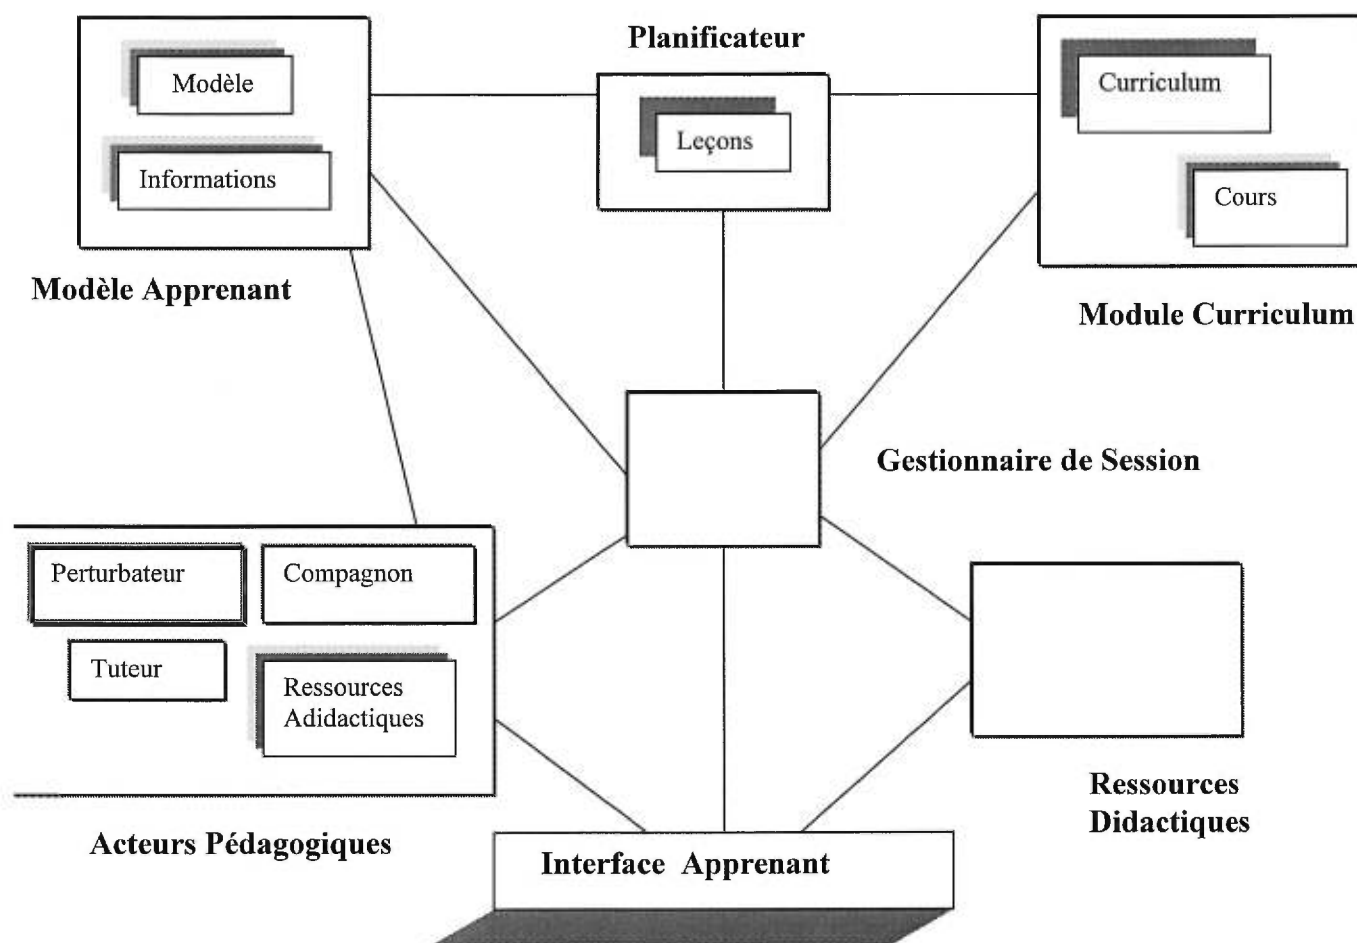 Planificateur
Modèle
Informations
Leçons
Curriculum
Cours
Modèle Apprenant
Module Curriculum
Gestionnaire de Session
Perturbateur
Compagnon
Tuteur
Ressources
Adidactiques
Ressources
Didactiques
Acteurs Pédagogiques
Interface Apprenant